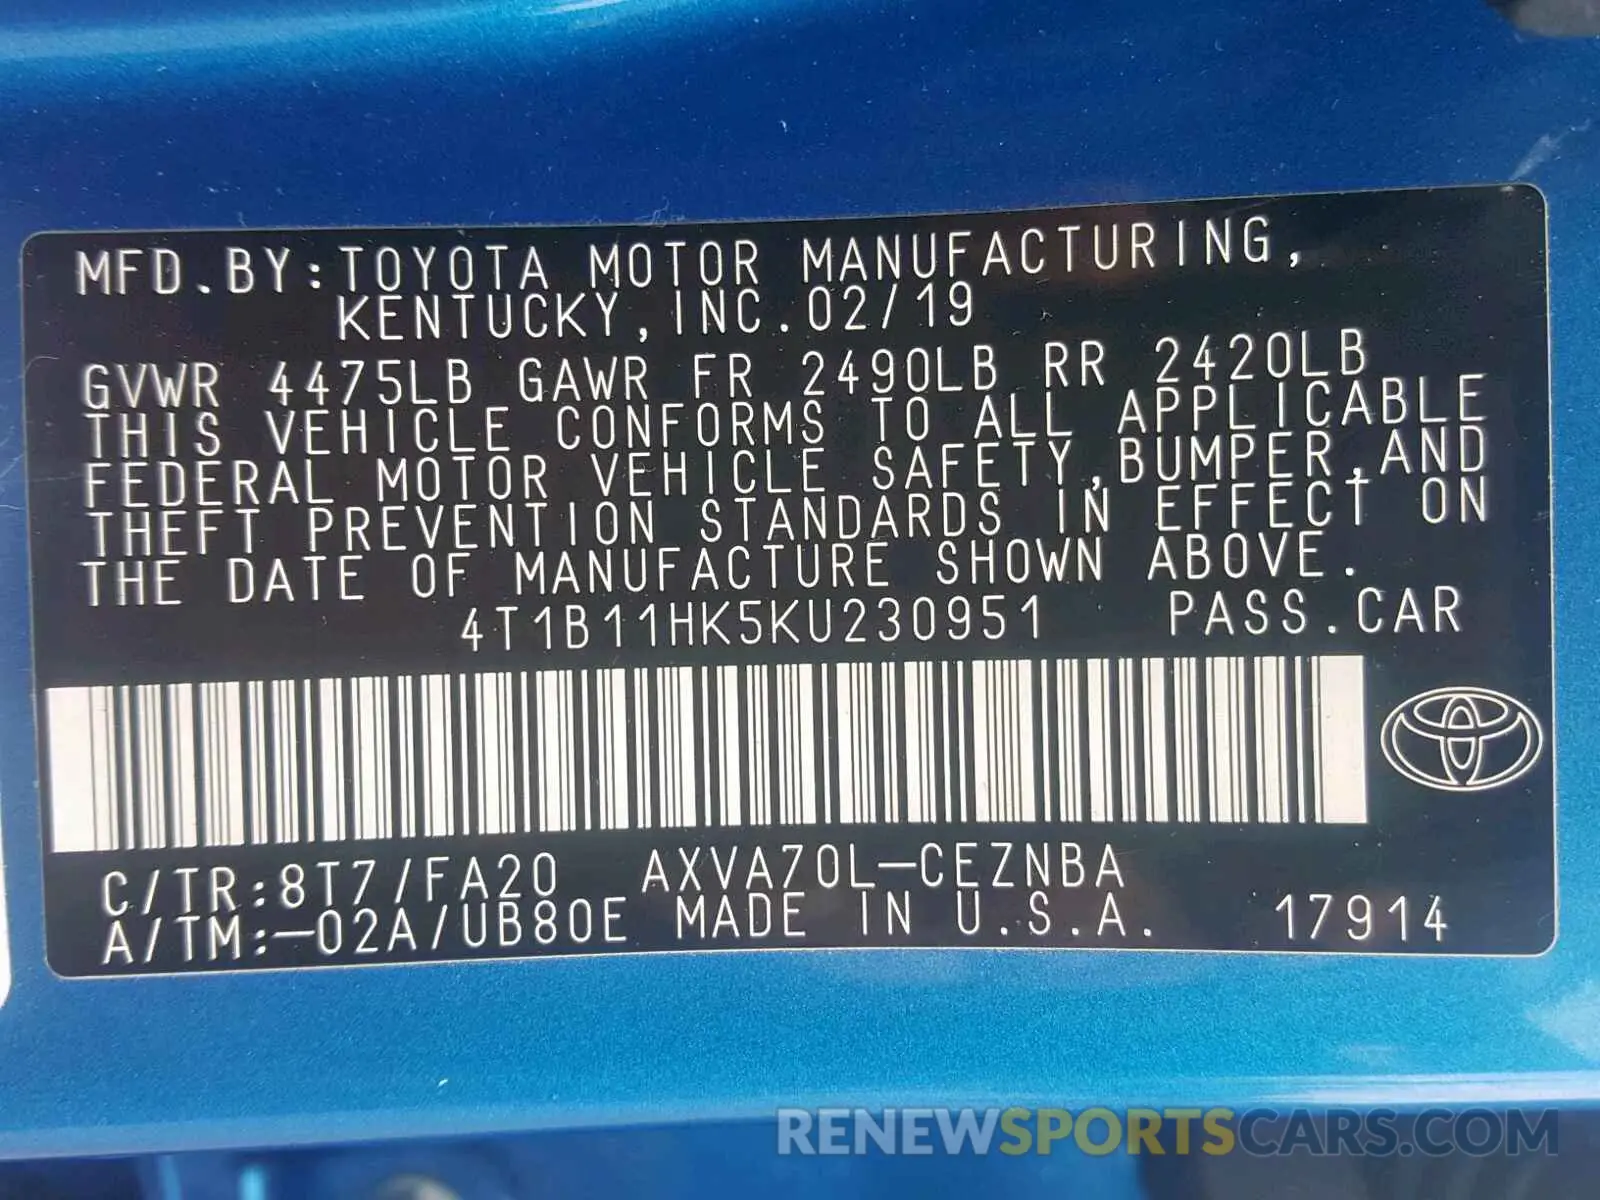 MFD.BY:TOYOTA MOTOR MANUFACTURING,
KENTUCKY,INC.02/19
GVWR 4475LB GAWR FR 2490LB RR 2420LB
THIS VEHICLE CONFORMS TO ALL APPLICABLE
FEDERAL MOTOR VEHICLE SAFETY,BUMPER,AND
THEFT PREVENTION STANDARDS IN EFFECT ON
THE DATE OF MANUFACTURE SHOWN ABOVE.
4T1B11HK5KU230951 PASS.CAR
C/TR:8T7/FA20 AXVA70L-CEZNBA
A/TM:-02A/UB80E MADE IN U.S.A. 17914
RENEWSPORTSCARS.COM